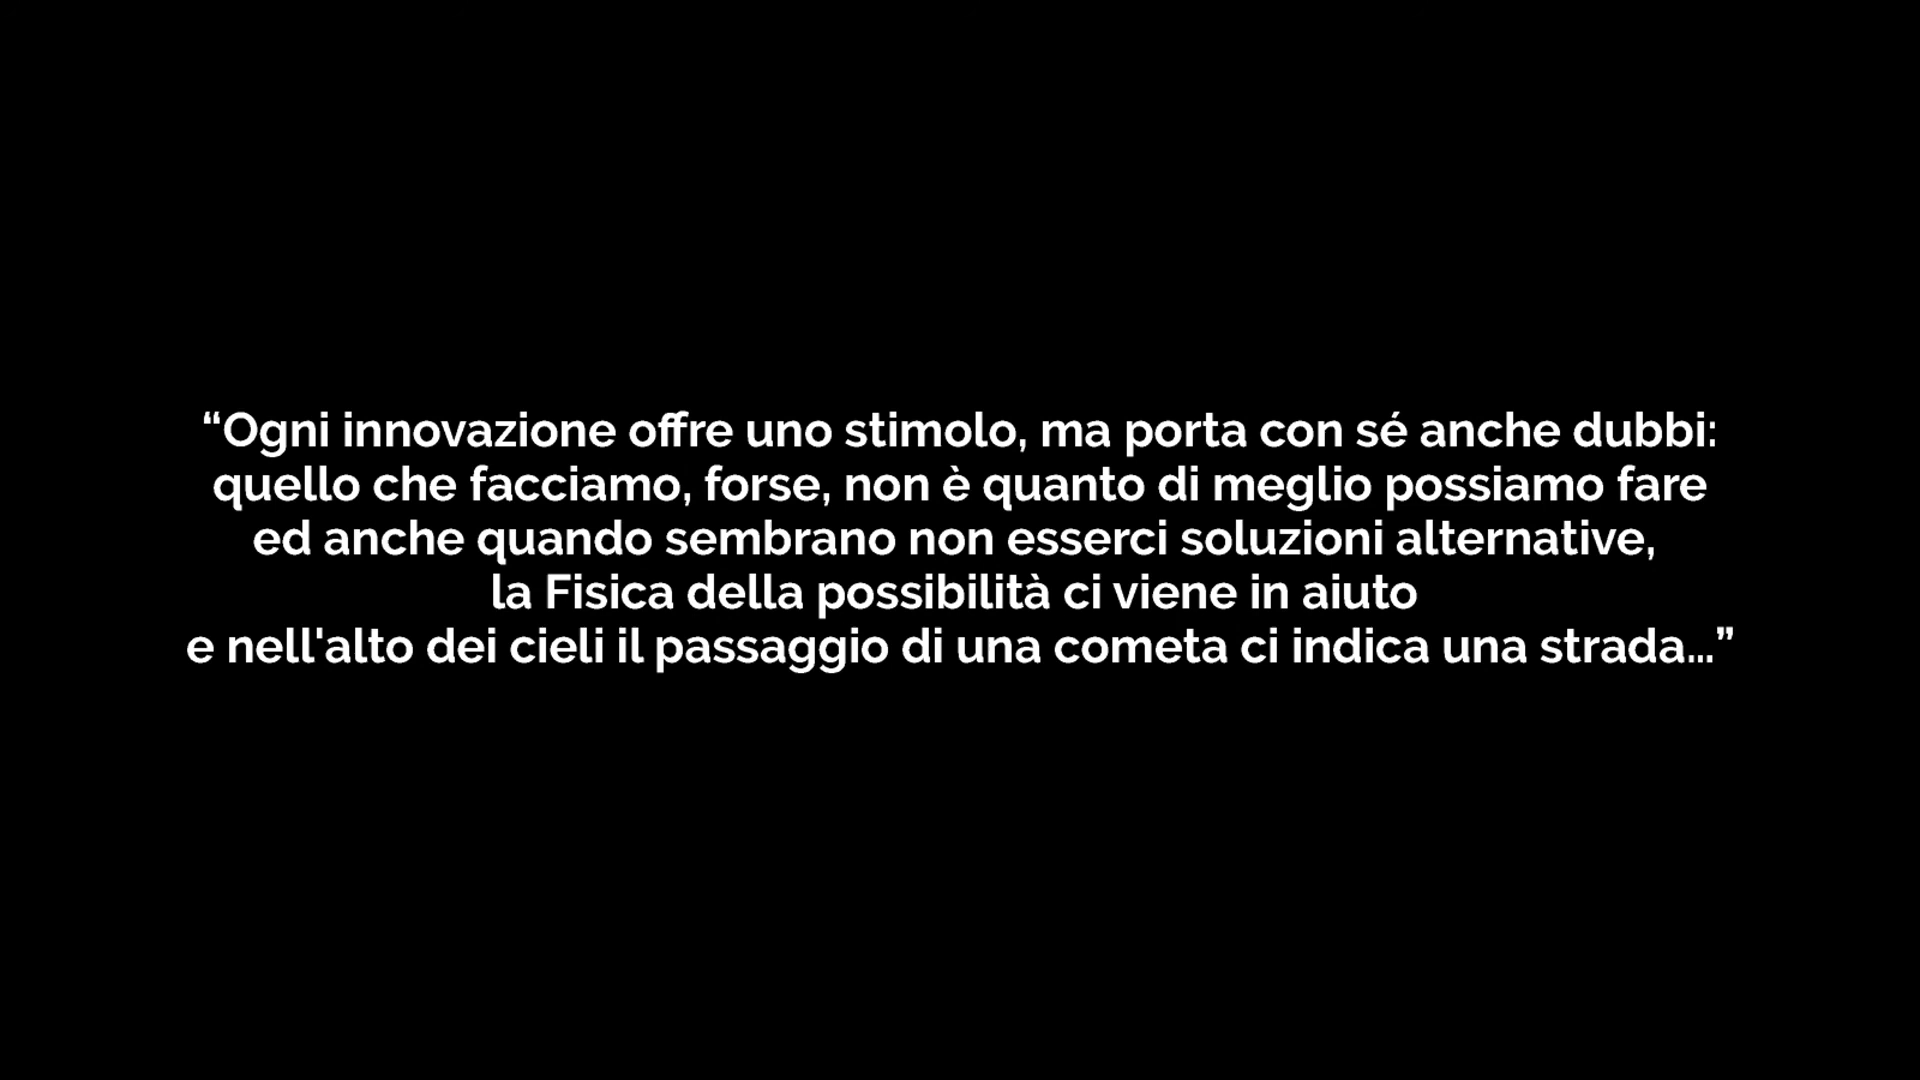 “Ogni innovazione offre uno stimolo, ma porta con sé anche dubbi:
quello che facciamo, forse, non è quanto di meglio possiamo fare
ed anche quando sembrano non esserci soluzioni alternative,
la Fisica della possibilità ci viene in aiuto
e nell'alto dei cieli il passaggio di una cometa ci indica una strada...”